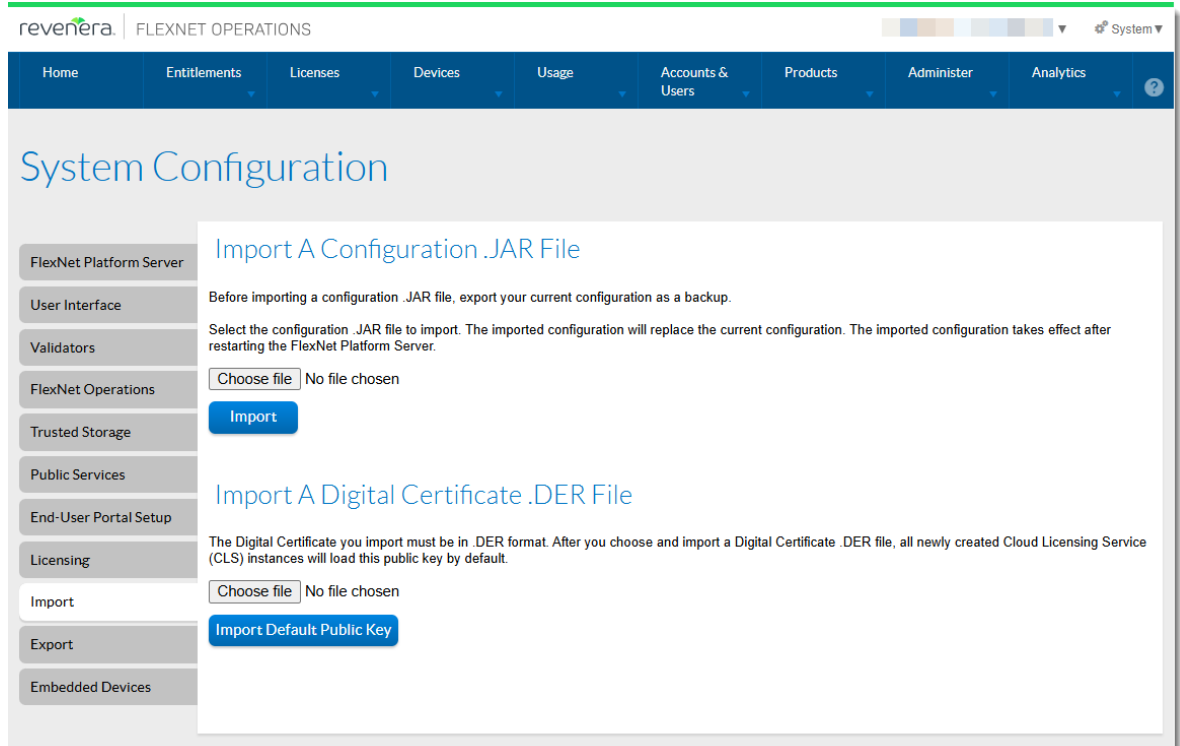 revenera. FLEXNET OPERATIONS
System
Home Entitlements Licenses Devices Usage Accounts & Users Products Administer Analytics ?
System Configuration
FlexNet Platform Server
User Interface
Validators
FlexNet Operations
Trusted Storage
Public Services
End-User Portal Setup
Licensing
Import
Export
Embedded Devices
Import A Configuration .JAR File
Before importing a configuration .JAR file, export your current configuration as a backup.
Select the configuration .JAR file to import. The imported configuration will replace the current configuration. The imported configuration takes effect after
restarting the FlexNet Platform Server.
Choose file No file chosen
Import
Import A Digital Certificate .DER File
The Digital Certificate you import must be in .DER format. After you choose and import a Digital Certificate .DER file, all newly created Cloud Licensing Service
(CLS) instances will load this public key by default.
Choose file No file chosen
Import Default Public Key